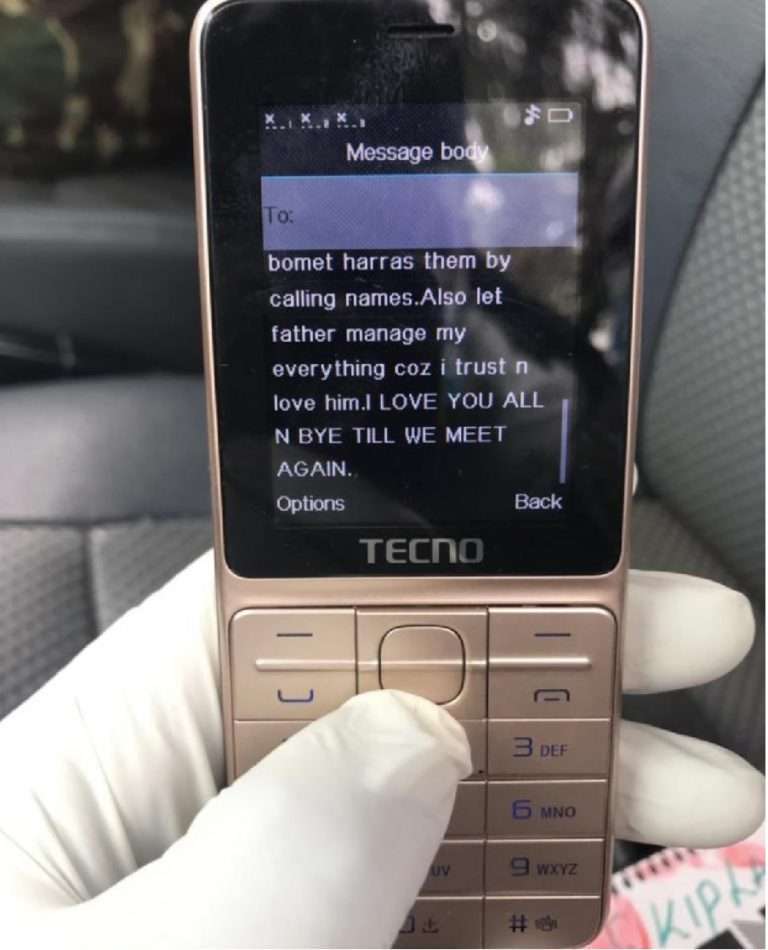 Message body
To:
bomet harras them by
calling names.Also let
father manage my
everything coz i trust n
love him.I LOVE YOU ALL
N BYE TILL WE MEET
AGAIN.
Options Back
TECNO
3 DEF
6 MNO
UV
9 WXYZ
#